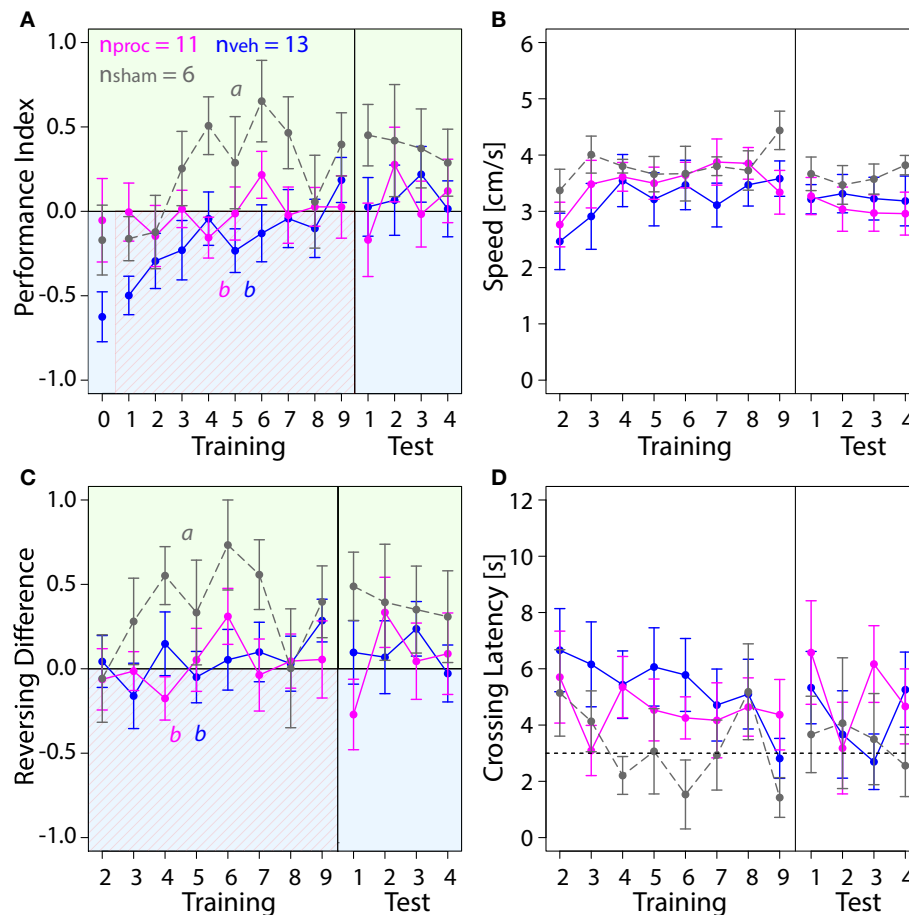 A
nproc = 11 nveh = 13
nsham = 6
a
b b
Performance Index
1.0
0.5
0.0
-0.5
-1.0
0 1 2 3 4 5 6 7 8 9 1 2 3 4
Training Test
B
Speed [cm/s]
6
5
4
3
2
1
0
2 3 4 5 6 7 8 9 1 2 3 4
Training Test
C
a
b b
Reversing Difference
1.0
0.5
0.0
-0.5
-1.0
2 3 4 5 6 7 8 9 1 2 3 4
Training Test
D
Crossing Latency [s]
12
10
8
6
4
2
0
2 3 4 5 6 7 8 9 1 2 3 4
Training Test